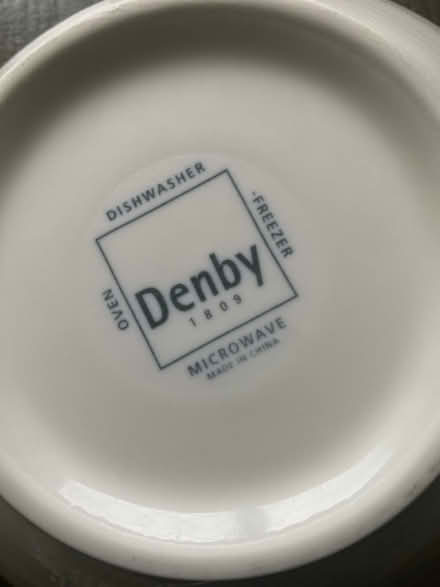 DISHWASHER
-FREEZER
OVEN
Denby
1809
MICROWAVE
MADE IN CHINA